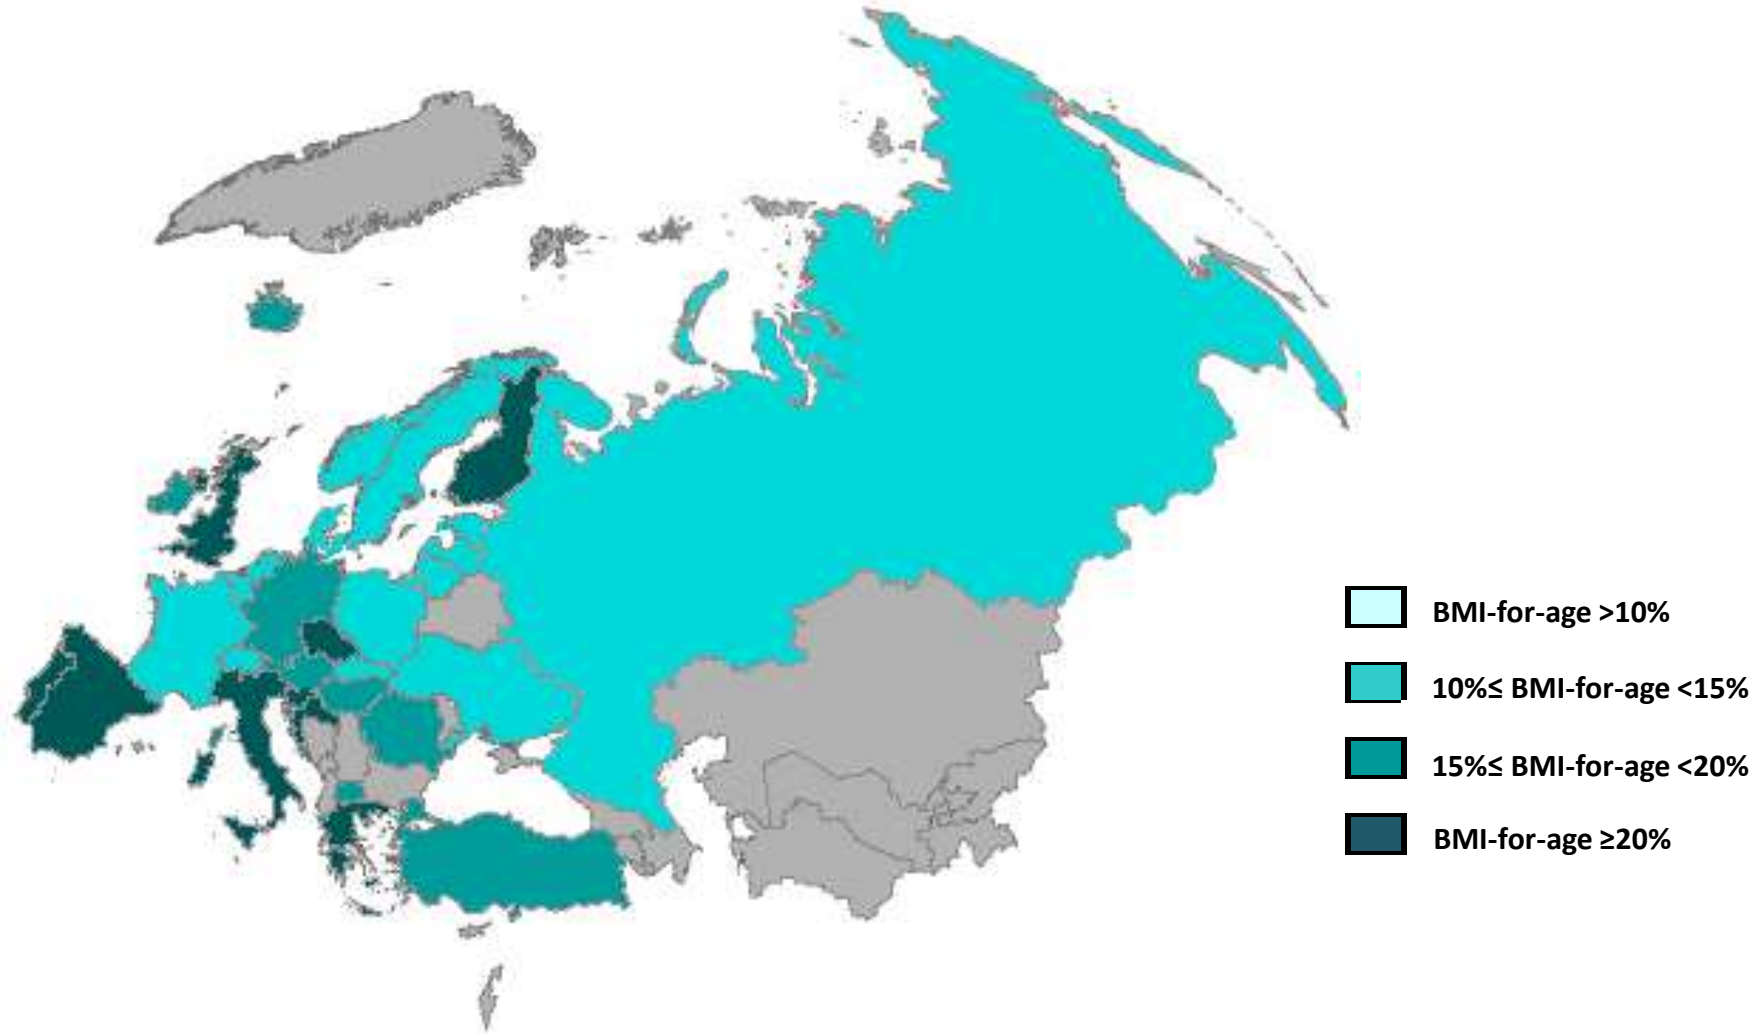 BMI-for-age >10%
10%≤ BMI-for-age <15%
15%≤ BMI-for-age <20%
BMI-for-age ≥20%